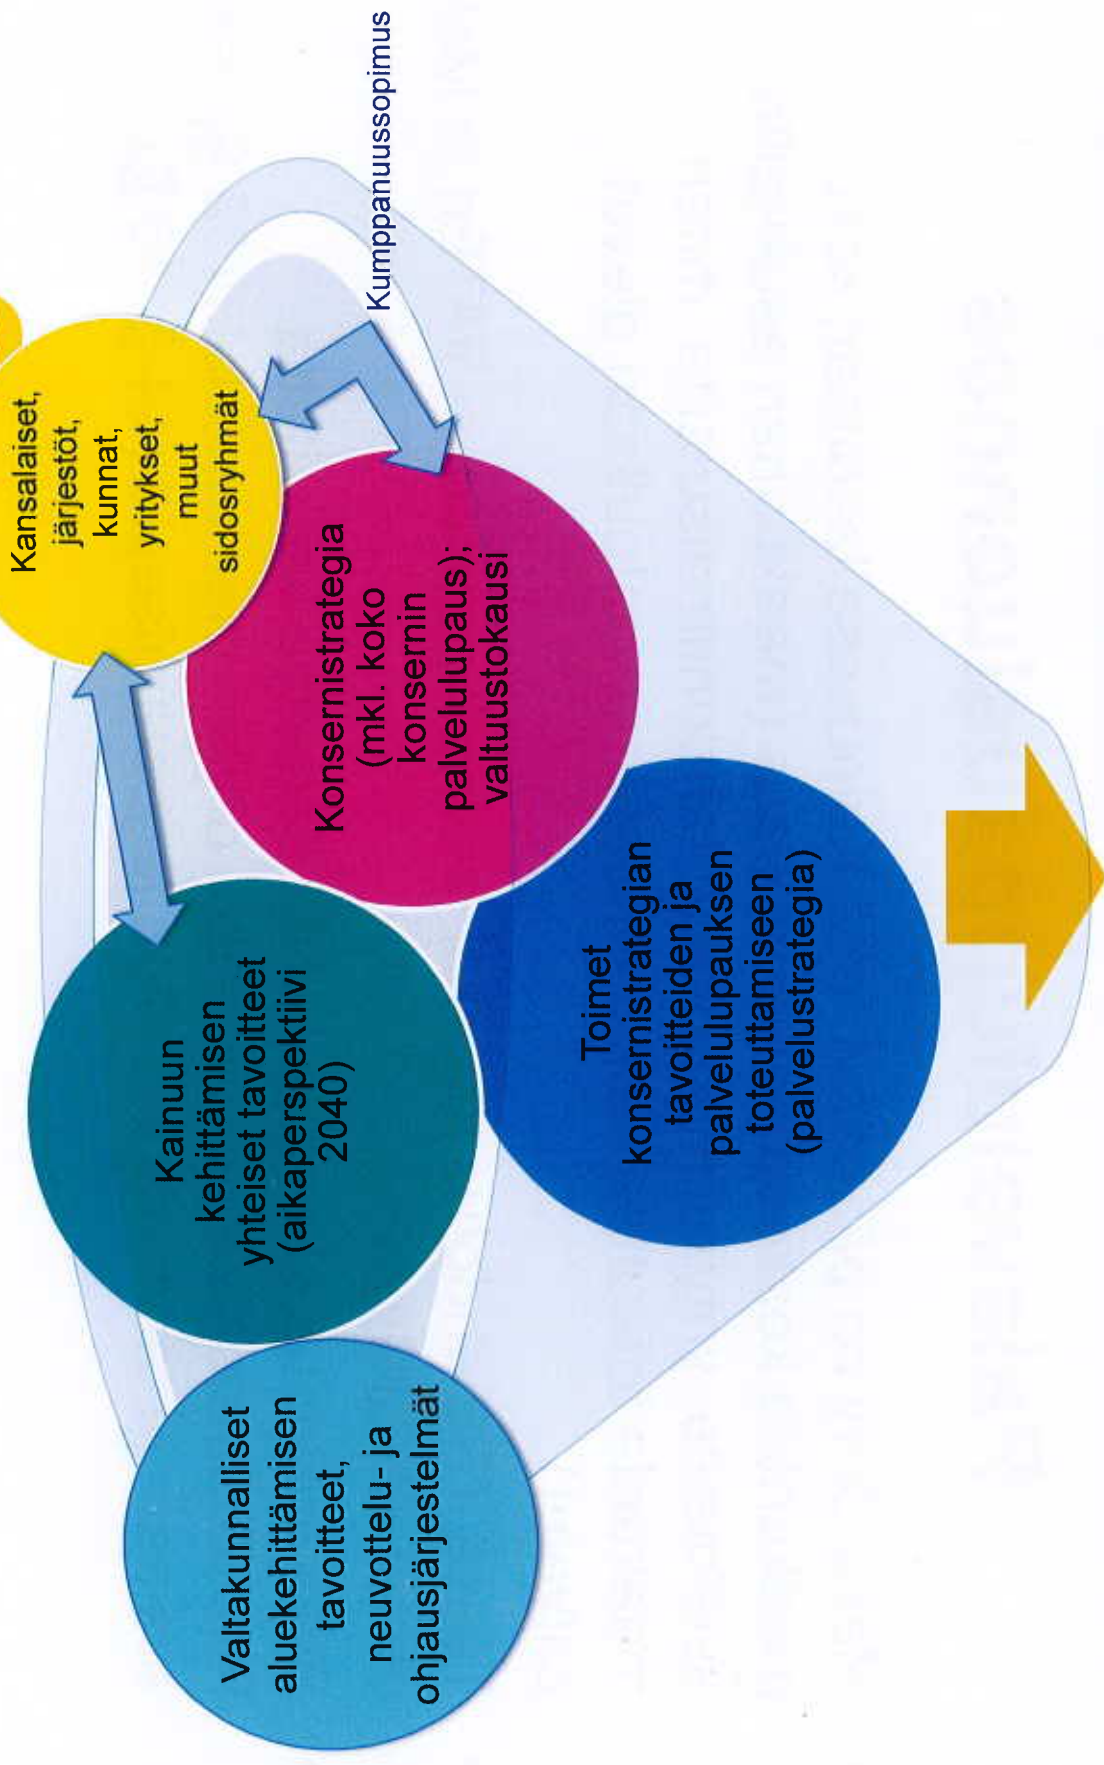 Valtakunnalliset
aluekehittämisen
tavoitteet,
neuvottelu- ja
ohjausjärjestelmät
Kainuun
kehittämisen
yhteiset tavoitteet
(aikaperspektiivi
2040)
Kansalaiset,
järjestöt,
kunnat,
yritykset,
muut
sidosryhmät
Kumppanuussopimus
Konsernistrategia
(mkl. koko
konsernin
palvelulupaus);
valtuustokausi
Toimet
konsernistrategian
tavoitteiden ja
palvelulupauksen
toteuttamiseen
(palvelustrategia)